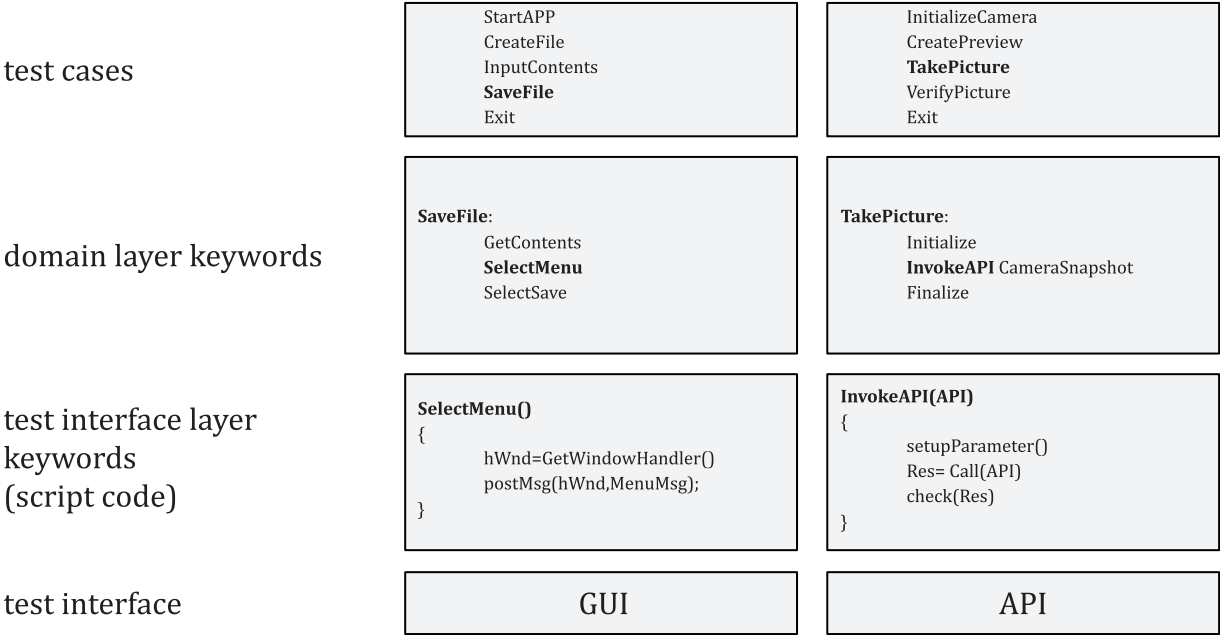 test cases
StartAPP
CreateFile
InputContents
SaveFile
Exit
InitializeCamera
CreatePreview
TakePicture
VerifyPicture
Exit
domain layer keywords
SaveFile:
GetContents
SelectMenu
SelectSave
TakePicture:
Initialize
InvokeAPI CameraSnapshot
Finalize
test interface layer
keywords
(script code)
SelectMenu()
{
hWnd=GetWindowHandler()
postMsg(hWnd,MenuMsg);
}
InvokeAPI(API)
{
setupParameter()
Res= Call(API)
check(Res)
}
test interface
GUI
API